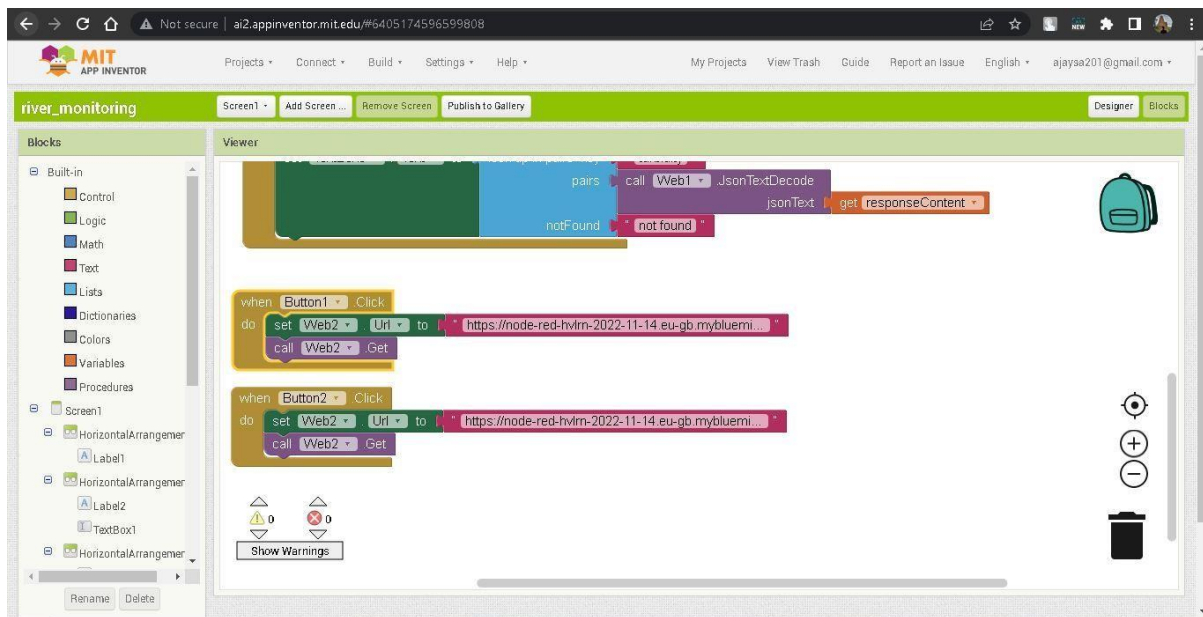 Not secure | ai2.appinventor.mit.edu/#6405174596599808
NEW
MIT
APP INVENTOR
Projects Connect Build Settings Help My Projects View Trash Guide Report an Issue English ajaysa201@gmail.com
river_monitoring Screen1 Add Screen ... Remove Screen Publish to Gallery Designer Blocks
Blocks Viewer
Built-in
Control
Logic
Math
Text
Lists
Dictionaries
Colors
Variables
Procedures
Screen1
HorizontalArrangemer
Label1
HorizontalArrangemer
Label2
TextBox1
HorizontalArrangemer
Rename Delete
pairs call Web1 .JsonTextDecode
jsonText get responseContent
notFound " not found "
when Button1 .Click
do set Web2 . Url to " https://node-red-hvlrn-2022-11-14.eu-gb.mybluemi... "
call Web2 .Get
when Button2 .Click
do set Web2 . Url to " https://node-red-hvlrn-2022-11-14.eu-gb.mybluemi... "
call Web2 .Get
0 0
Show Warnings